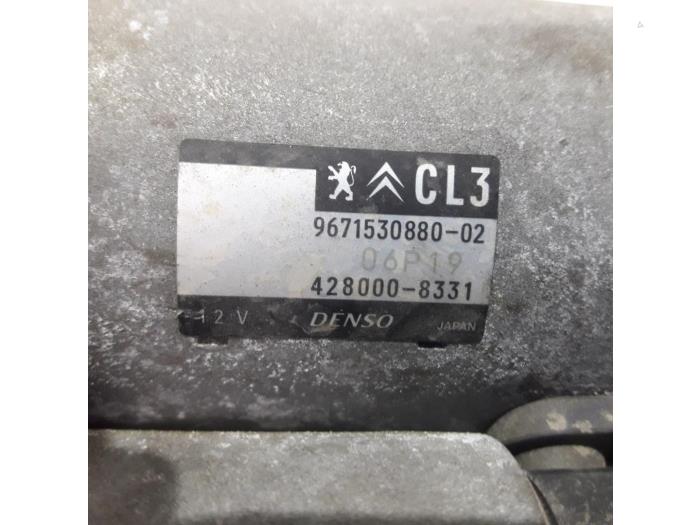 CL3
9671530880-02
06P19
428000-8331
12 V DENSO JAPAN